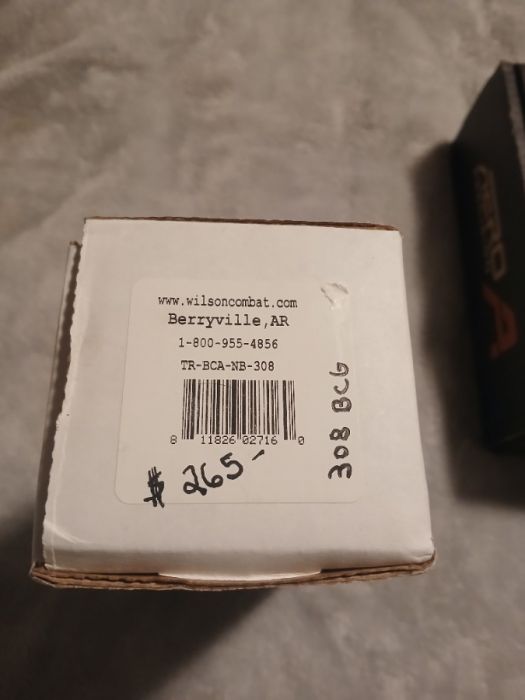 www.wilsoncombat.com
Berryville,AR
1-800-955-4856
TR-BCA-NB-308
8 11826 02716 0
$ 265-
308 BCG
AERO